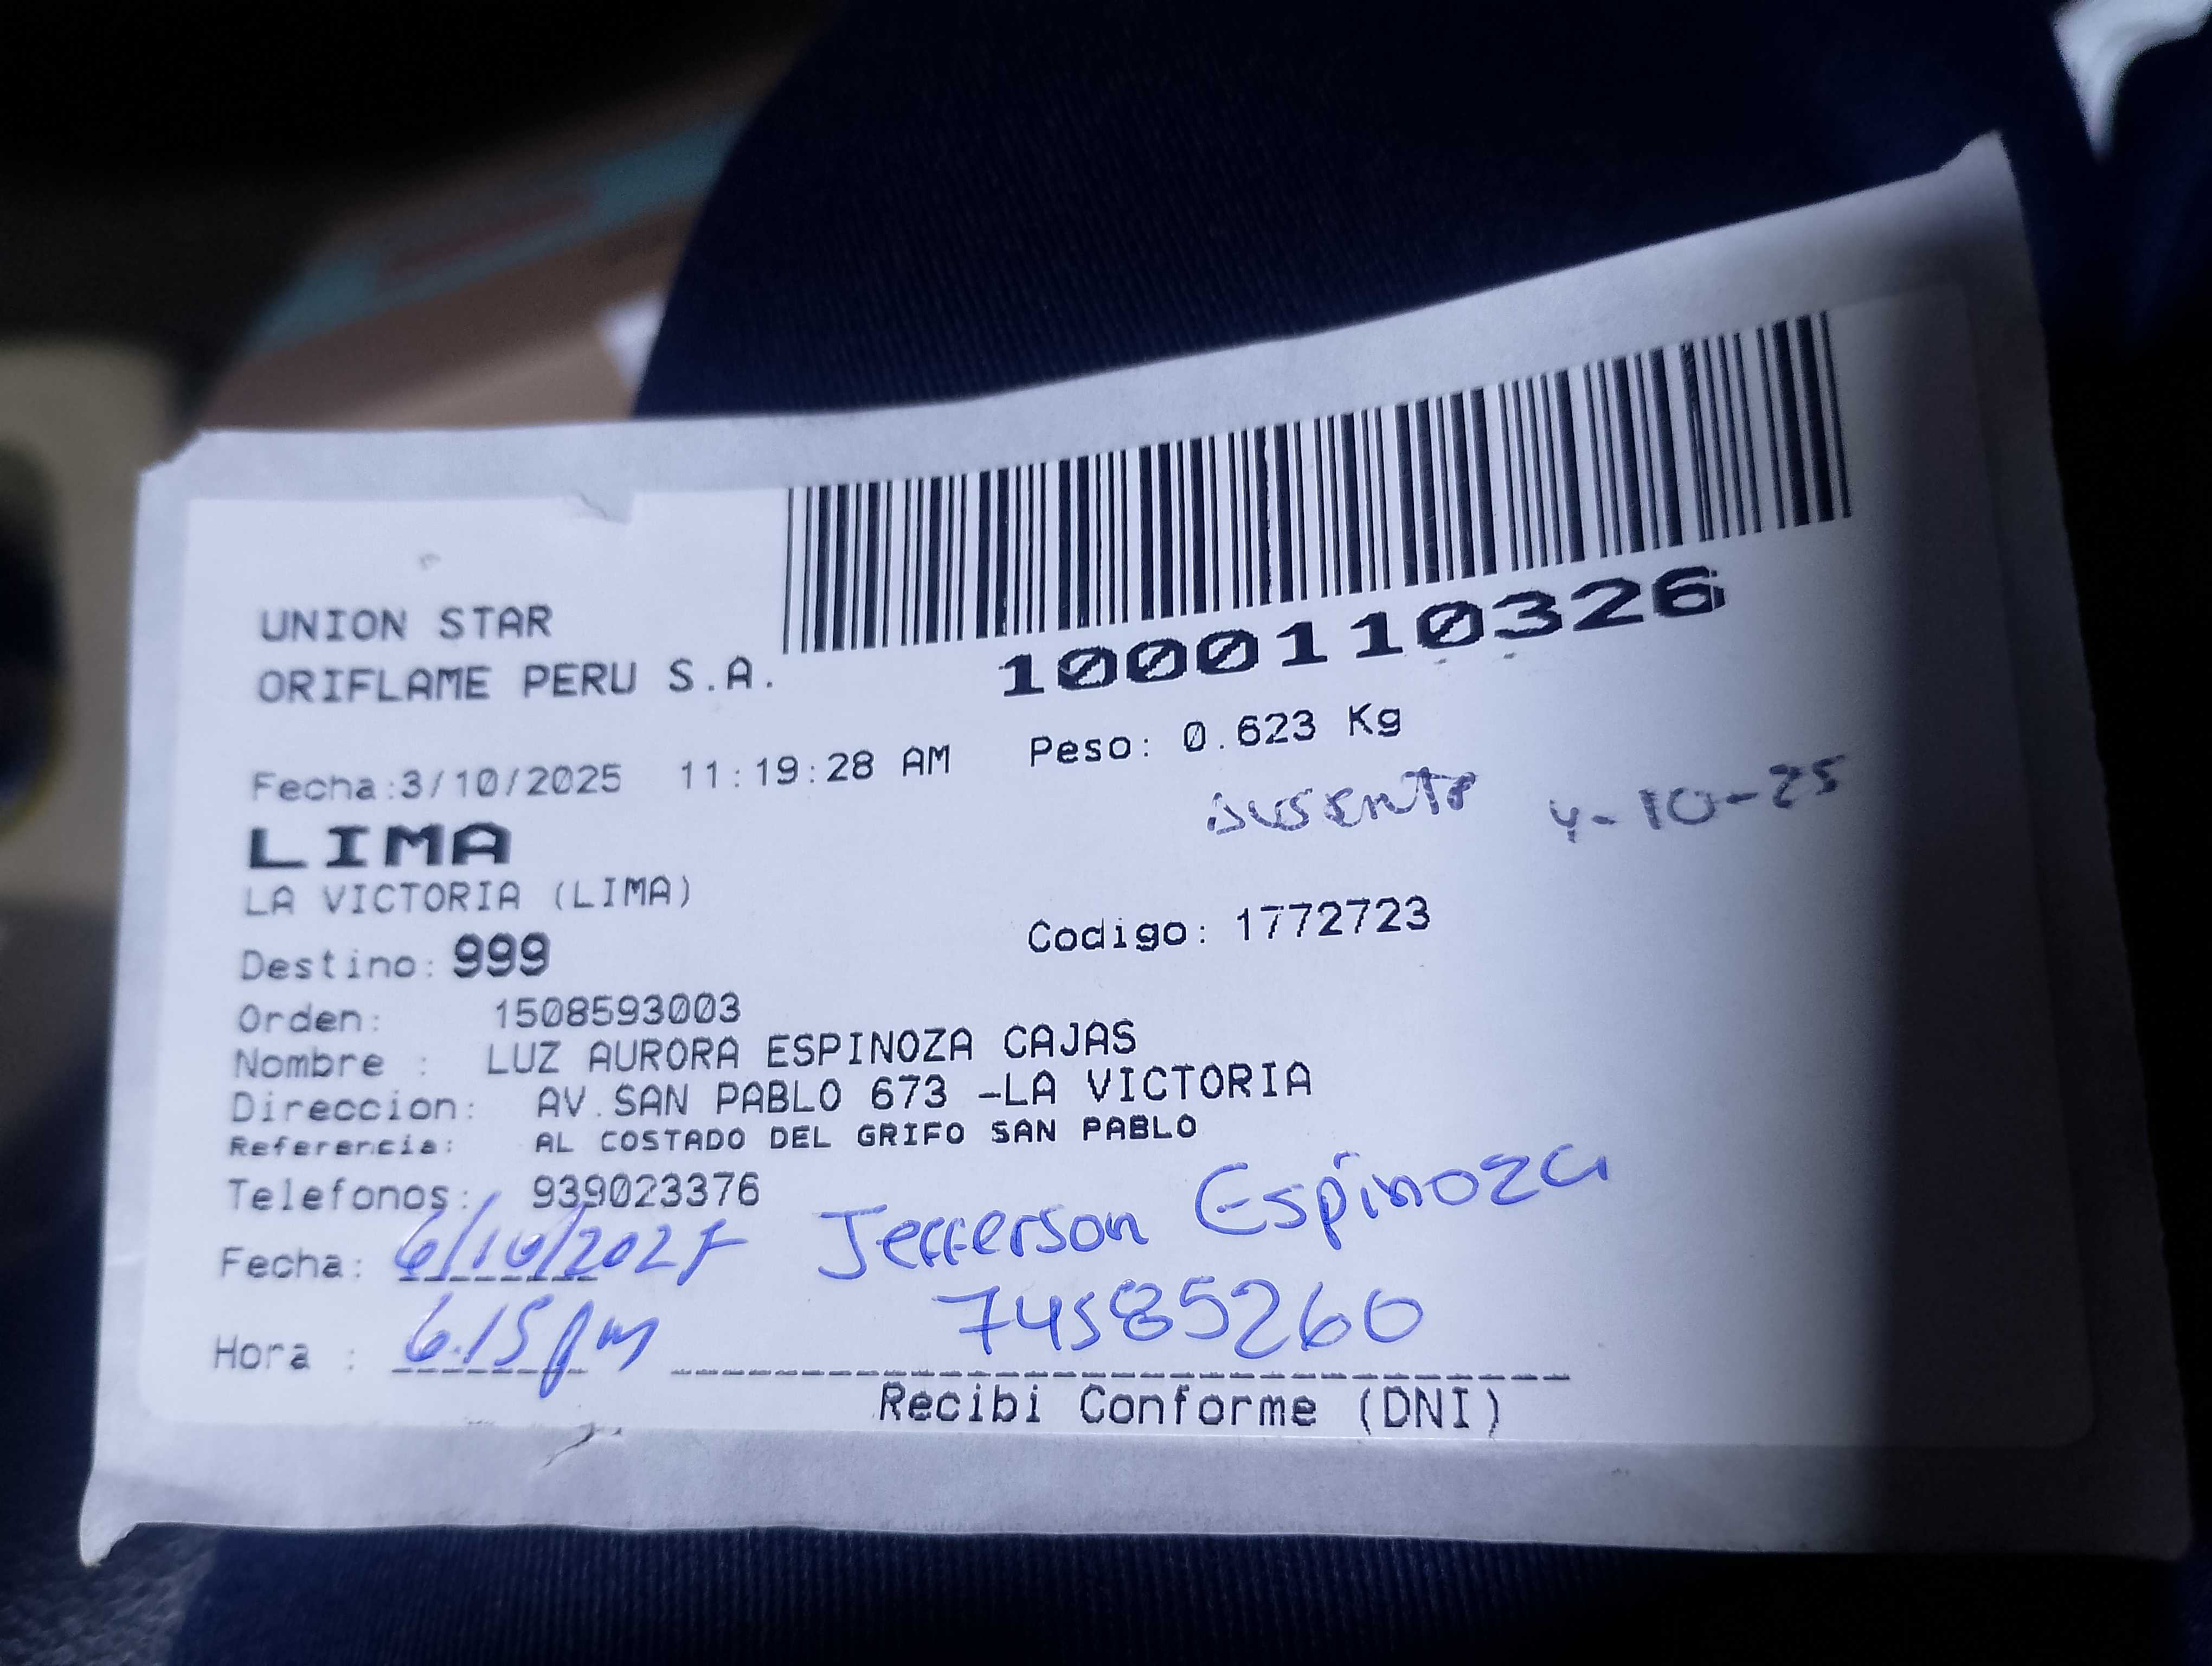 UNION STAR
ORIFLAME PERU S.A.
1000110326
Fecha:3/10/2025 11:19:28 AM Peso: 0.623 Kg
LIMA
ausente 4-10-25
LA VICTORIA (LIMA)
Destino: 999 Codigo: 1772723
Orden: 1508593003
Nombre : LUZ AURORA ESPINOZA CAJAS
Direccion: AV.SAN PABLO 673 -LA VICTORIA
Referencia: AL COSTADO DEL GRIFO SAN PABLO
Telefonos: 939023376
Fecha: 6/10/2025 Jefferson Espinoza
74585260
Hora : 6:15 pm
Recibi Conforme (DNI)